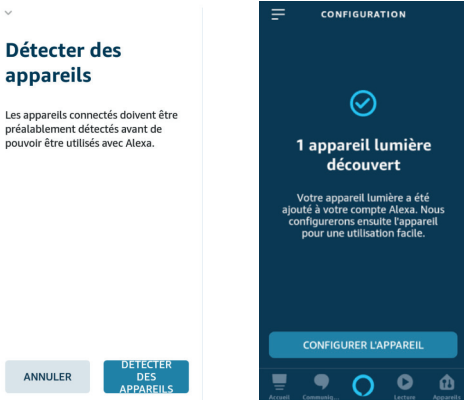 Détecter des
appareils
Les appareils connectés doivent être
préalablement détectés avant de
pouvoir être utilisés avec Alexa.
ANNULER
DÉTECTER
DES
APPAREILS
CONFIGURATION
1 appareil lumière
découvert
Votre appareil lumière a été
ajouté à votre compte Alexa. Nous
configurerons ensuite l'appareil
pour une utilisation facile.
CONFIGURER L'APPAREIL
Accueil
Communiq...
Lecture
Appareils